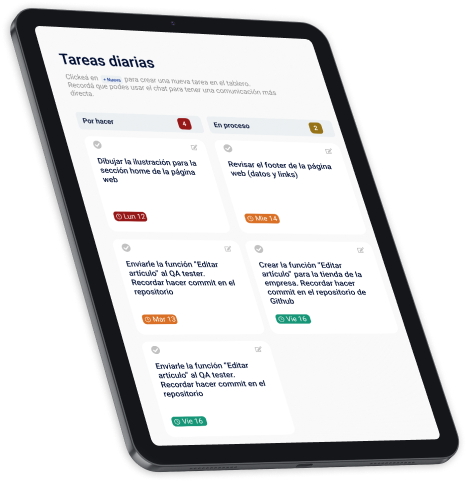 Tareas diarias
Clickeá en + Nueva para crear una nueva tarea en el tablero.
Recordá que podes usar el chat para tener una comunicación más
directa.
Por hacer 4
En proceso 2
Dibujar la ilustración para la
sección home de la página
web
Lun 12
Revisar el footer de la página
web (datos y links)
Mie 14
Enviarle la función "Editar
artículo" al QA tester.
Recordar hacer commit en el
repositorio
Mar 13
Crear la función "Editar
artículo" para la tienda de la
empresa. Recordar hacer
commit en el repositorio de
Github
Vie 16
Enviarle la función "Editar
artículo" al QA tester.
Recordar hacer commit en el
repositorio
Vie 16